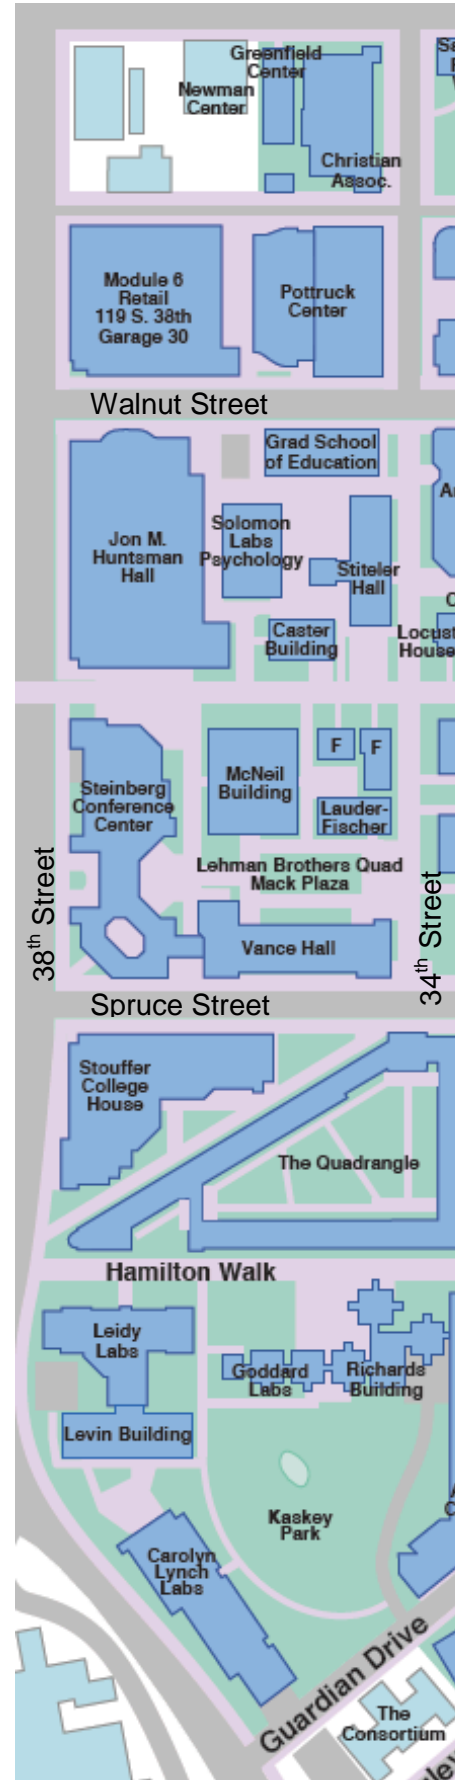 Greenfield
Center
Newman
Center
Christian
Assoc.
Module 6
Retail
119 S. 38th
Garage 30
Pottruck
Center
Walnut Street
Grad School
of Education
Jon M.
Huntsman
Hall
Solomon
Labs
Psychology
Stiteler
Hall
Caster
Building
Locust
House
Steinberg
Conference
Center
McNeil
Building
F
F
Lauder-
Fischer
Lehman Brothers Quad
Mack Plaza
38th Street
34th Street
Vance Hall
Spruce Street
Stouffer
College
House
The Quadrangle
Hamilton Walk
Leidy
Labs
Goddard
Labs
Richards
Building
Levin Building
Kaskey
Park
Carolyn
Lynch
Labs
Guardian Drive
The
Consortium